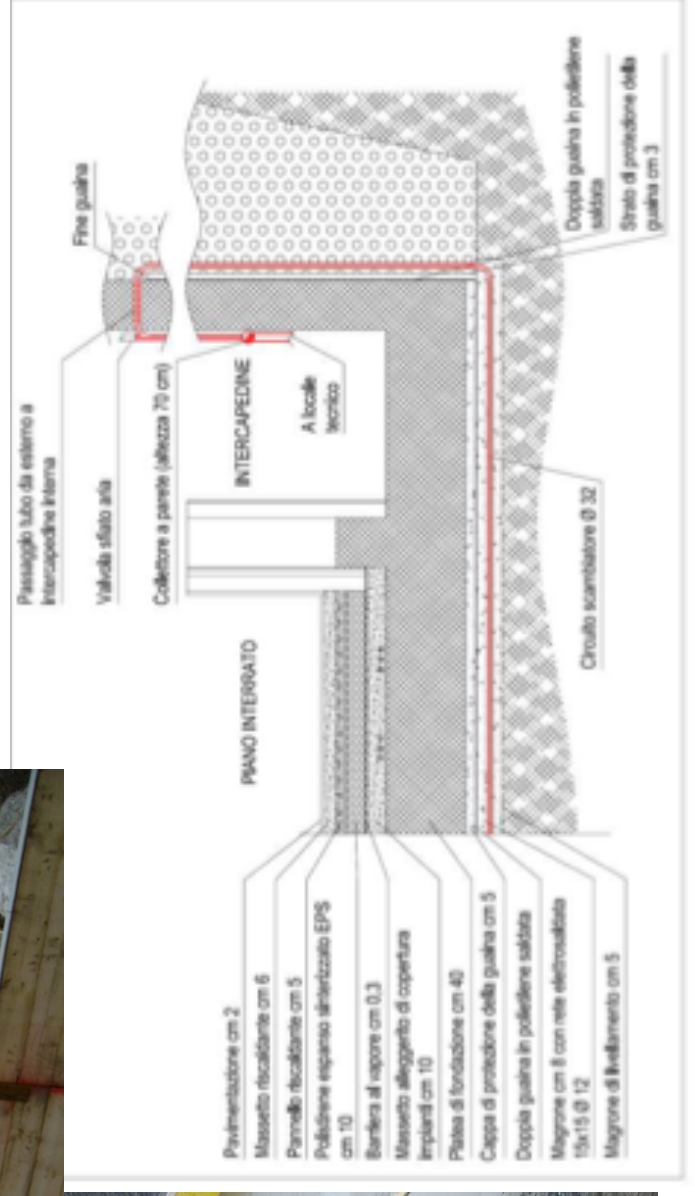 Passaggio tubo da esterno a
intercapedine interna
Valvola sfiato aria
Collettore a parete (altezza 70 cm)
Fine guaina
PIANO INTERRATO
INTERCAPEDINE
A locale
tecnico
Pavimentazione cm 2
Massetto riscaldante cm 6
Pannello riscaldante cm 5
Polistirene espanso sinterizzato EPS
cm 10
Barriera al vapore cm 0,3
Massetto alleggerito di copertura
impianti cm 10
Platea di fondazione cm 40
Cappa di protezione della guaina cm 5
Doppia guaina in polietilene saldata
Magrone cm 8 con rete elettrosaldata
15x15 Ø 12
Magrone di livellamento cm 5
Circuito scambiatore Ø 32
Doppia guaina in polietilene
saldata
Strato di protezione della
guaina cm 3